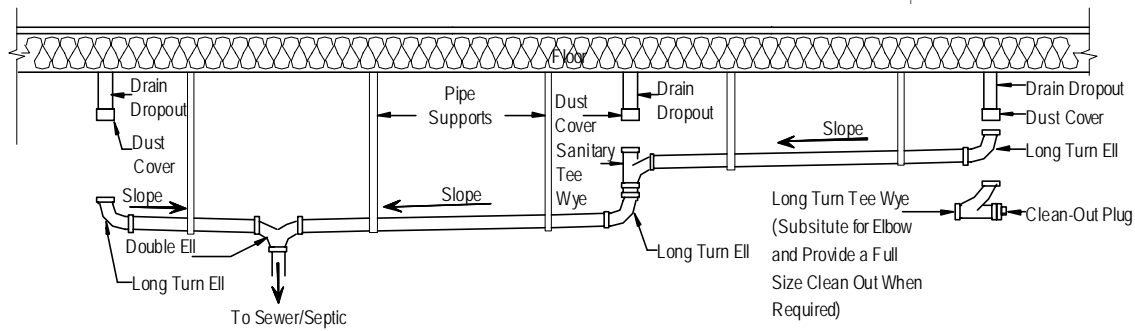 Floor
Drain
Dropout
Dust
Cover
Pipe
Supports
Dust
Cover
Sanitary
Tee
Wye
Drain
Dropout
Drain Dropout
Dust Cover
Slope
Long Turn Ell
Slope
Slope
Double Ell
Long Turn Ell
To Sewer/Septic
Long Turn Ell
Long Turn Tee Wye
(Subsitute for Elbow
and Provide a Full
Size Clean Out When
Required)
Clean-Out Plug